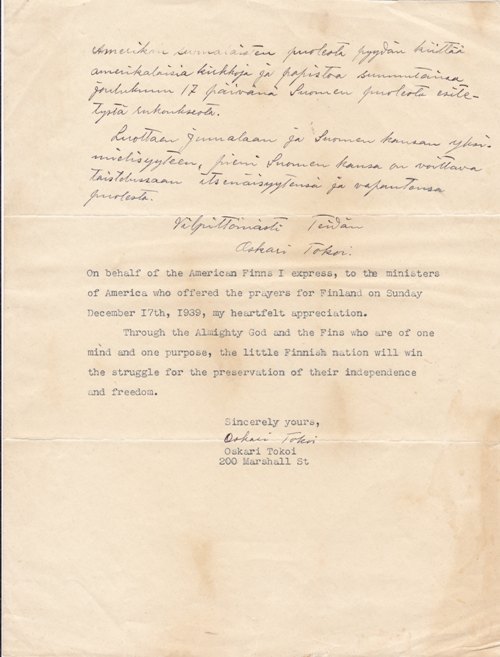 Amerikan suomalaisten puolesta pyydän kiittää
amerikalaisia kirkkoja ja papistoa sunnuntaina
joulukuun 17 päivänä Suomen puolesta esite-
tystä rukouksesta.
Luottaen Jumalaan ja Suomen kansan yksi-
mielisyyteen, pieni Suomen kansa on voittava
taistelussaan itsenäisyytensä ja vapautensa
puolesta.
Vilpittömästi Teidän
Oskari Tokoi.
On behalf of the American Finns I express, to the ministers
of America who offered the prayers for Finland on Sunday
December 17th, 1939, my heartfelt appreciation.
Through the Almighty God and the Fins who are of one
mind and one purpose, the little Finnish nation will win
the struggle for the preservation of their independence
and freedom.
Sincerely yours,
Oskari Tokoi
Oskari Tokoi
200 Marshall St